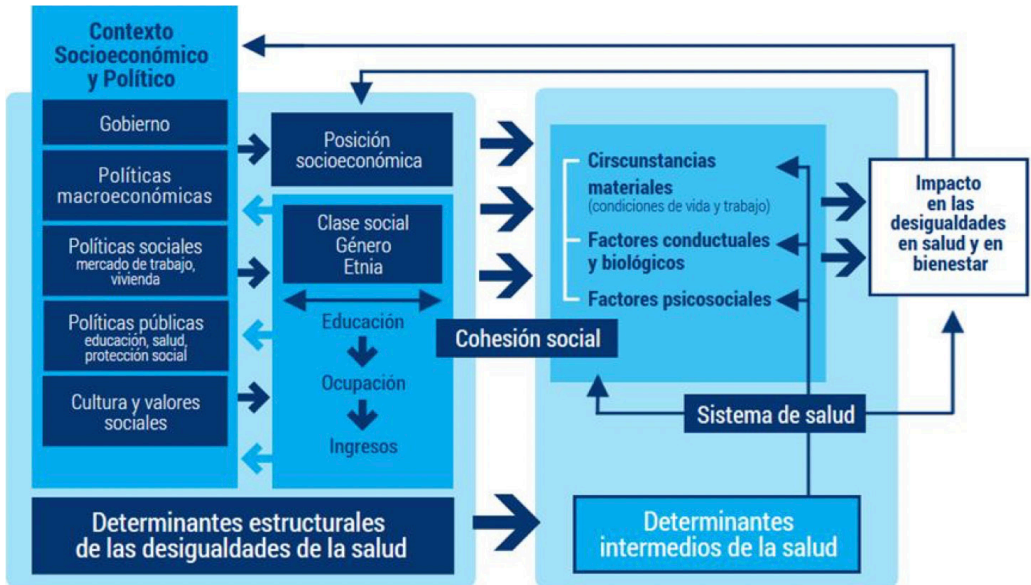 Contexto
Socioeconómico
y Político
Gobierno
Políticas
macroeconómicas
Políticas sociales
mercado de trabajo,
vivienda
Políticas públicas
educación, salud,
protección social
Cultura y valores
sociales
Posición
socioeconómica
Clase social
Género
Etnia
Educación
Ocupación
Ingresos
Determinantes estructurales
de las desigualdades de la salud
Cohesión social
Cirscunstancias
materiales
(condiciones de vida y trabajo)
Factores conductuales
y biológicos
Factores psicosociales
Sistema de salud
Determinantes
intermedios de la salud
Impacto
en las
desigualdades
en salud y en
bienestar